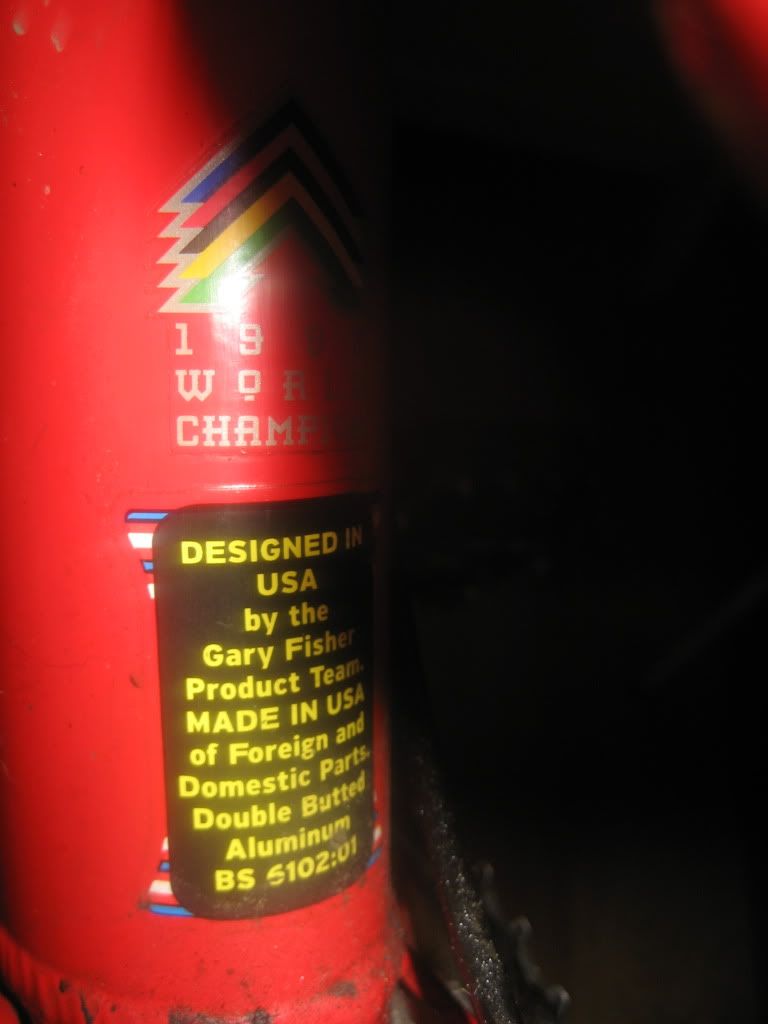 1 9
CHAMP
DESIGNED IN
USA
by the
Gary Fisher
Product Team.
MADE IN USA
of Foreign and
Domestic Parts.
Double Butted
Aluminum
BS 6102:01